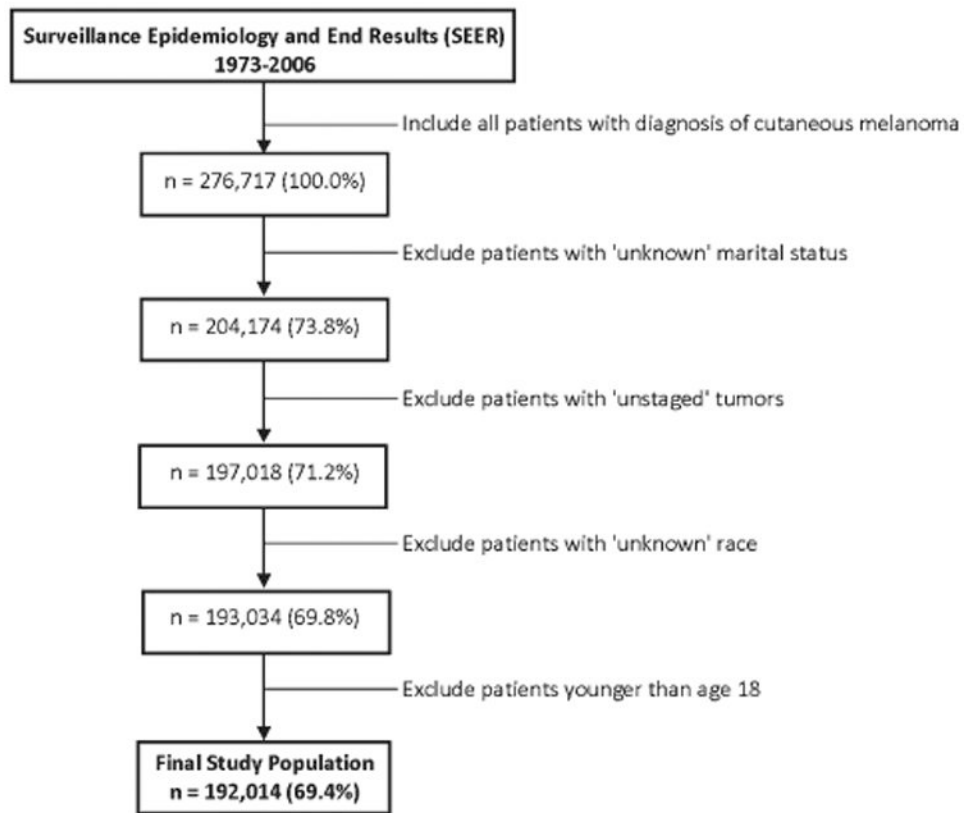 Surveillance Epidemiology and End Results (SEER)
1973-2006
Include all patients with diagnosis of cutaneous melanoma
n = 276,717 (100.0%)
Exclude patients with 'unknown' marital status
n = 204,174 (73.8%)
Exclude patients with 'unstaged' tumors
n = 197,018 (71.2%)
Exclude patients with 'unknown' race
n = 193,034 (69.8%)
Exclude patients younger than age 18
Final Study Population
n = 192,014 (69.4%)